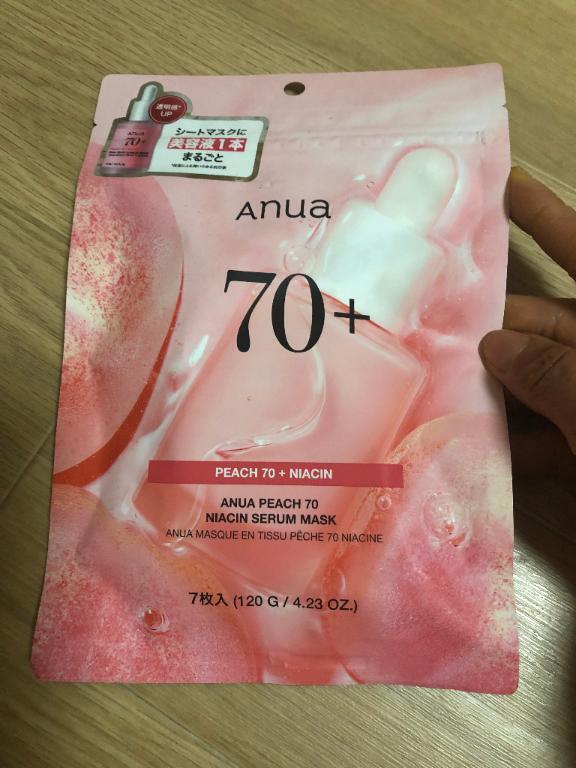 透明感*
UP
Anua
70+
シートマスクに
美容液1本
まるごと
Anua
70+
PEACH 70 + NIACIN
ANUA PEACH 70
NIACIN SERUM MASK
ANUA MASQUE EN TISSU PÊCHE 70 NIACINE
7枚入 (120 G / 4.23 OZ.)